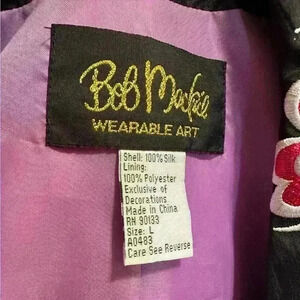 Bob Mackie
WEARABLE ART
Shell: 100% Silk
Lining:
100% Polyester
Exclusive of
Decorations
Made in China
RN 90133
Size: L
A0483
Care See Reverse